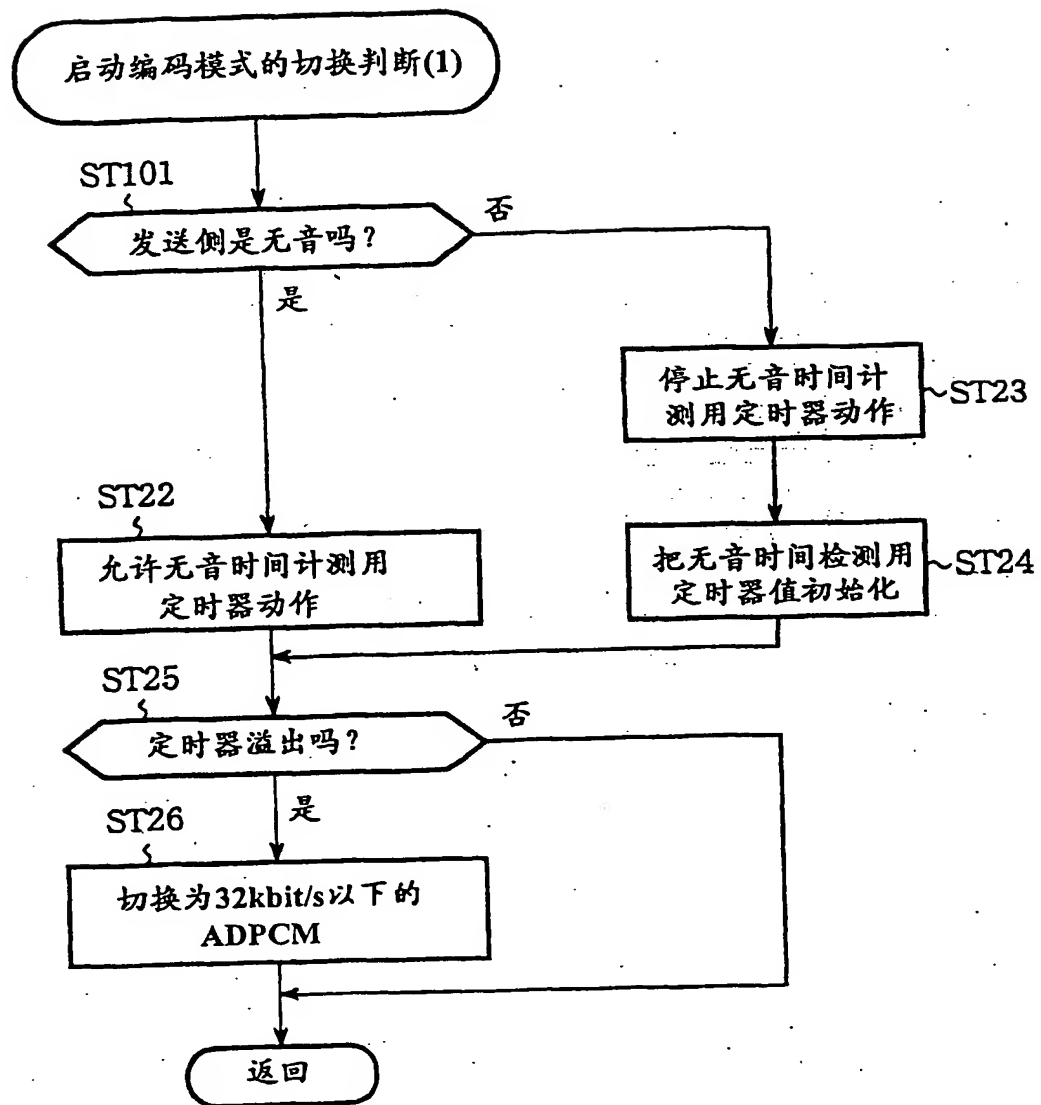 启动编码模式的切换判断(1)
ST101
发送侧是无音吗?
否
是
停止无音时间计
测用定时器动作
ST23
ST22
允许无音时间计测用
定时器动作
把无音时间检测用
定时器值初始化
ST24
ST25
定时器溢出吗?
否
是
ST26
切换为32kbit/s以下的
ADPCM
返回